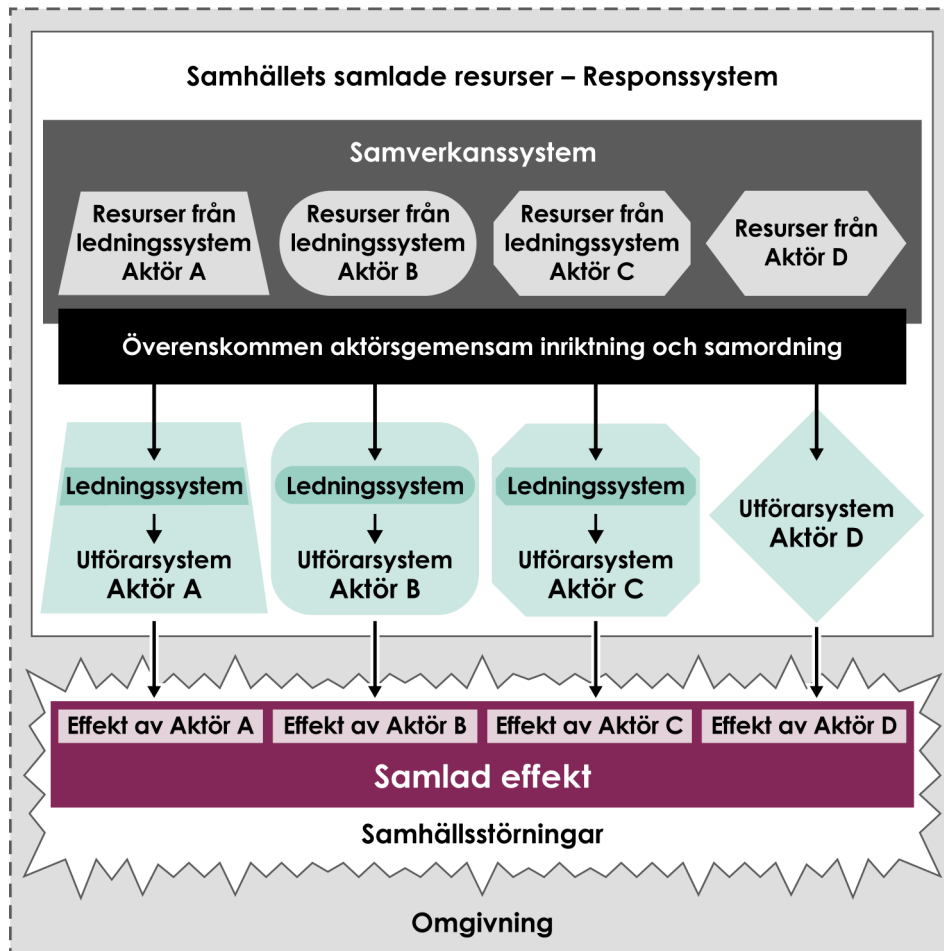 Samhällets samlade resurser – Responssystem
Samverkanssystem
Resurser från
ledningssystem
Aktör A
Resurser från
ledningssystem
Aktör B
Resurser från
ledningssystem
Aktör C
Resurser från
Aktör D
Överenskommen aktörsgemensam inriktning och samordning
Ledningssystem
Utförarsystem
Aktör A
Ledningssystem
Utförarsystem
Aktör B
Ledningssystem
Utförarsystem
Aktör C
Utförarsystem
Aktör D
Effekt av Aktör A
Effekt av Aktör B
Effekt av Aktör C
Effekt av Aktör D
Samlad effekt
Samhällsstörningar
Omgivning